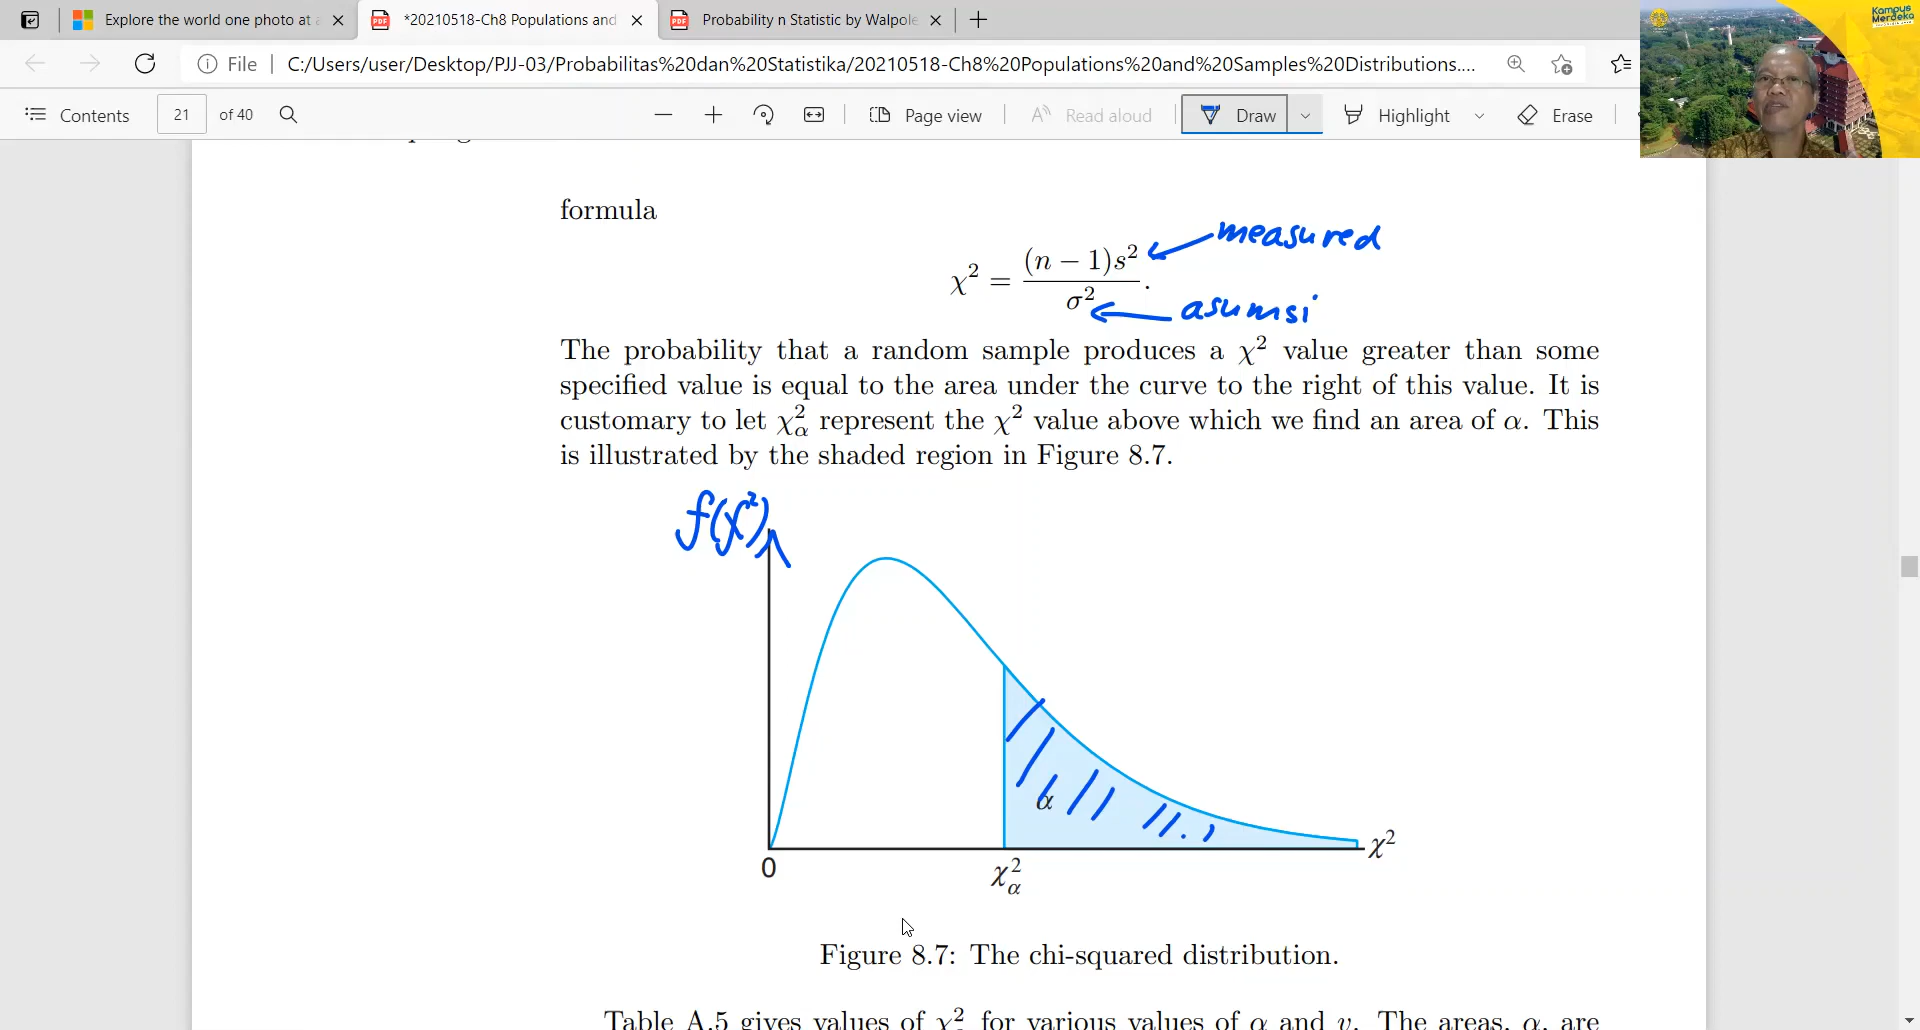 Explore the world one photo at a
*20210518-Ch8 Populations and
Probability n Statistic by Walpole
File
C:/Users/user/Desktop/PJJ-03/Probabilitas%20dan%20Statistika/20210518-Ch8%20Populations%20and%20Samples%20Distributions....
Kampus
Merdeka
Contents
21 of 40
Page view
Read aloud
Draw
Highlight
Erase
formula
measured
χ² = (n − 1)s² / σ² .
asumsi
The probability that a random sample produces a χ² value greater than some
specified value is equal to the area under the curve to the right of this value. It is
customary to let χ²α represent the χ² value above which we find an area of α. This
is illustrated by the shaded region in Figure 8.7.
f(χ²)
α
0
χ²α
χ²
Figure 8.7: The chi-squared distribution.
Table A.5 gives values of χ²α for various values of α and v. The areas, α, are